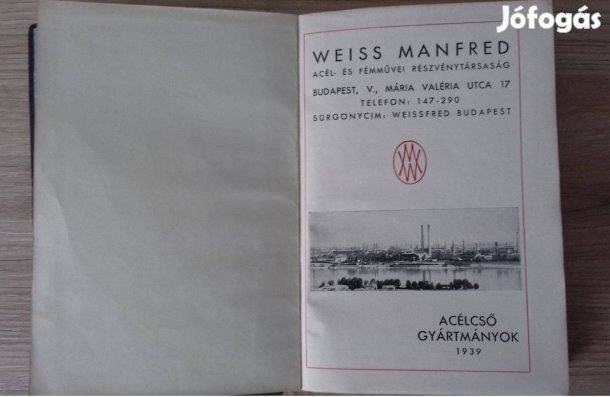 Jófogás
WEISS MANFRED
ACÉL- ÉS FÉMMŰVEI RÉSZVÉNYTÁRSASÁG
BUDAPEST, V., MÁRIA VALÉRIA UTCA 17
TELEFON: 147-290
SÜRGÖNYCIM: WEISSFRED BUDAPEST
ACÉLCSŐ
GYÁRTMÁNYOK
1939